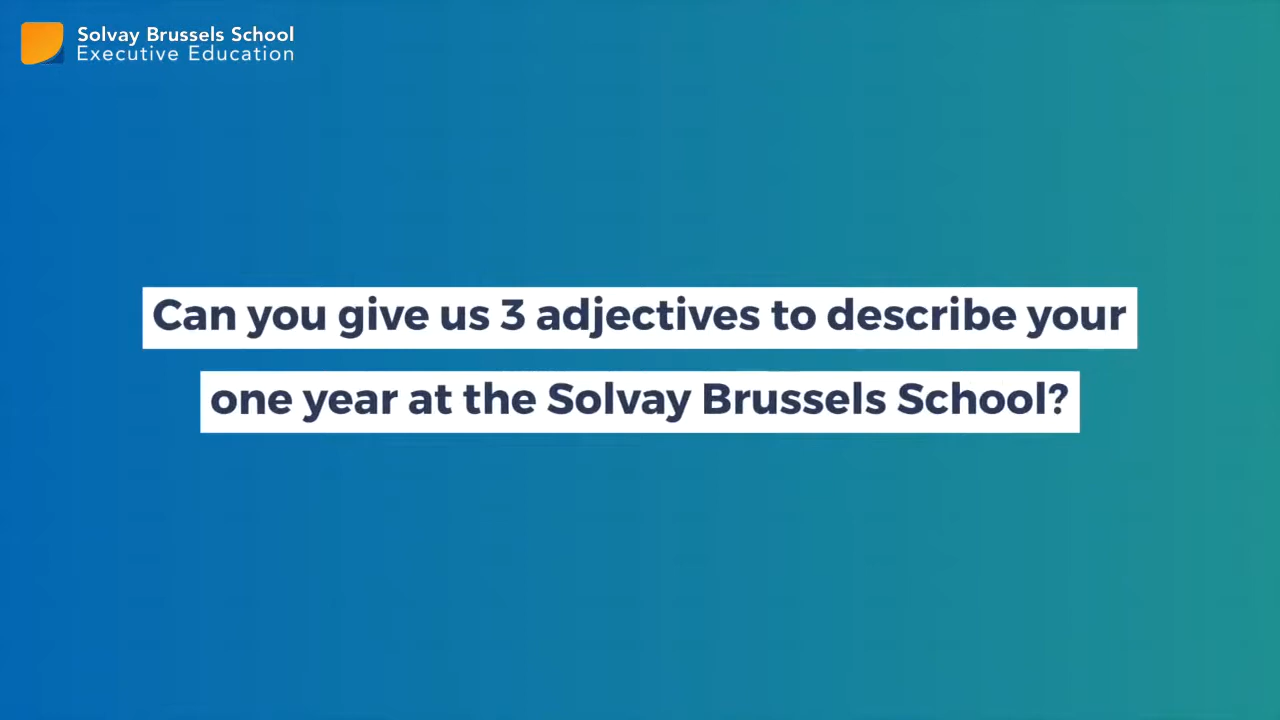 Solvay Brussels School
Executive Education
Can you give us 3 adjectives to describe your
one year at the Solvay Brussels School?